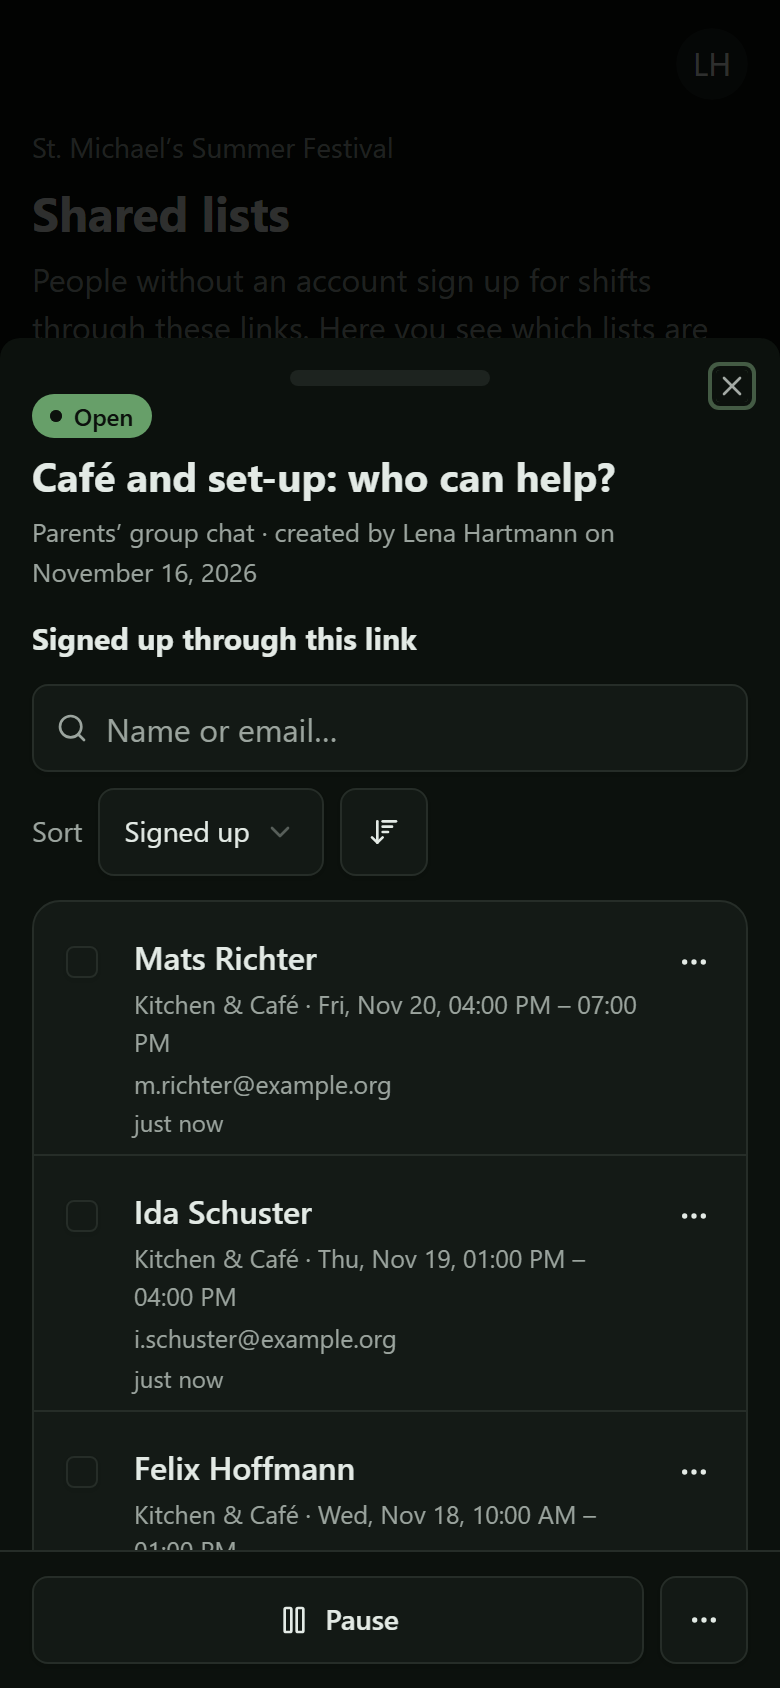 LH
St. Michael’s Summer Festival
Shared lists
People without an account sign up for shifts
through these links. Here you see which lists are
Open
Café and set-up: who can help?
Parents’ group chat · created by Lena Hartmann on
November 16, 2026
Signed up through this link
Name or email...
Sort
Signed up
Mats Richter
Kitchen & Café · Fri, Nov 20, 04:00 PM – 07:00
PM
m.richter@example.org
just now
Ida Schuster
Kitchen & Café · Thu, Nov 19, 01:00 PM –
04:00 PM
i.schuster@example.org
just now
Felix Hoffmann
Kitchen & Café · Wed, Nov 18, 10:00 AM –
01:00 PM
Pause